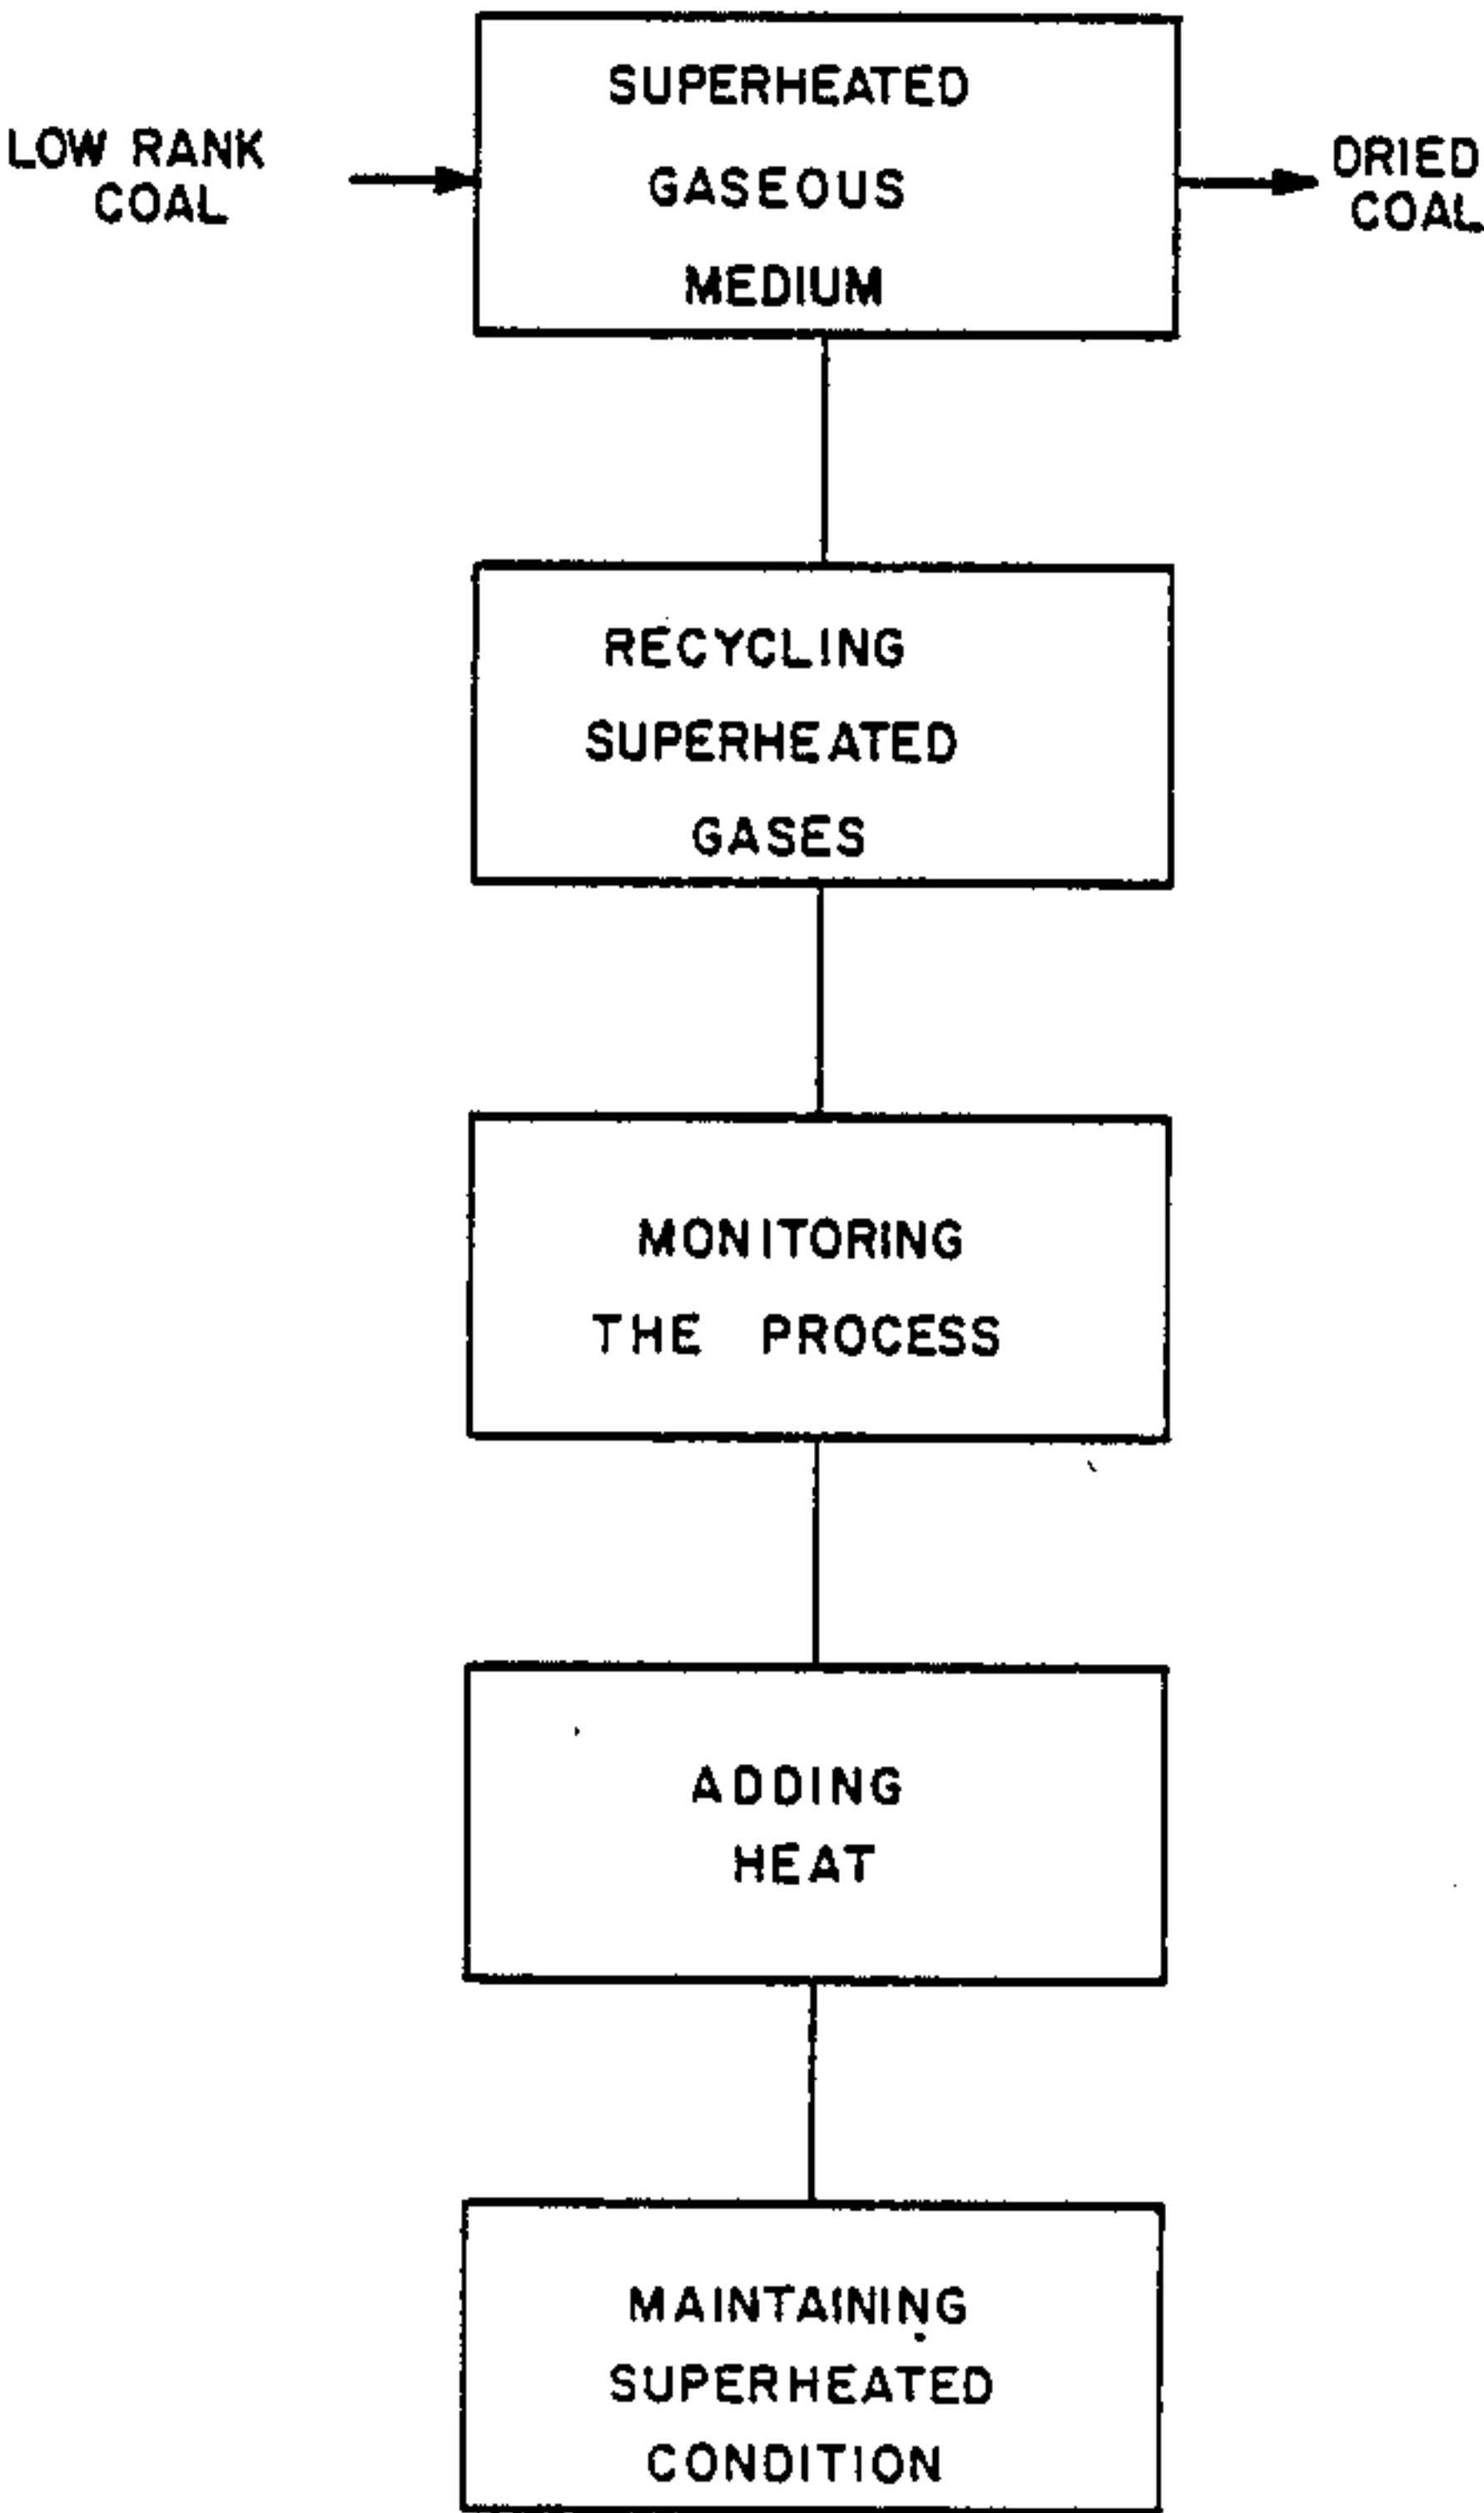 LOW RANK
COAL
SUPERHEATED
GASEOUS
MEDIUM
DRIED
COAL
RECYCLING
SUPERHEATED
GASES
MONITORING
THE PROCESS
ADDING
HEAT
MAINTAINING
SUPERHEATED
CONDITION